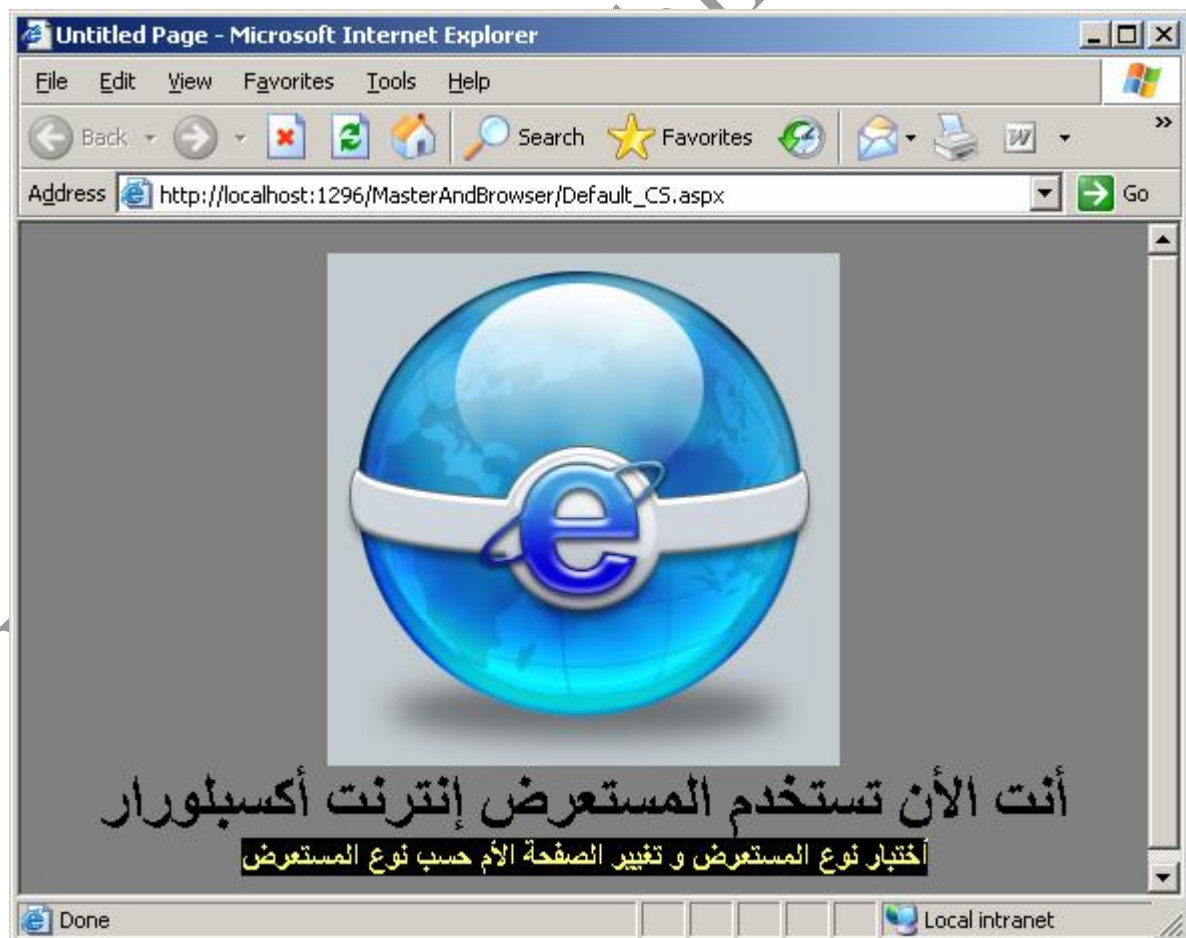 Untitled Page - Microsoft Internet Explorer
File Edit View Favorites Tools Help
Back Search Favorites
Address http://localhost:1296/MasterAndBrowser/Default_CS.aspx Go
أنت الأن تستخدم المستعرض إنترنت أكسبلورار
أختبار نوع المستعرض و تغيير الصفحة الأم حسب نوع المستعرض
Done Local intranet